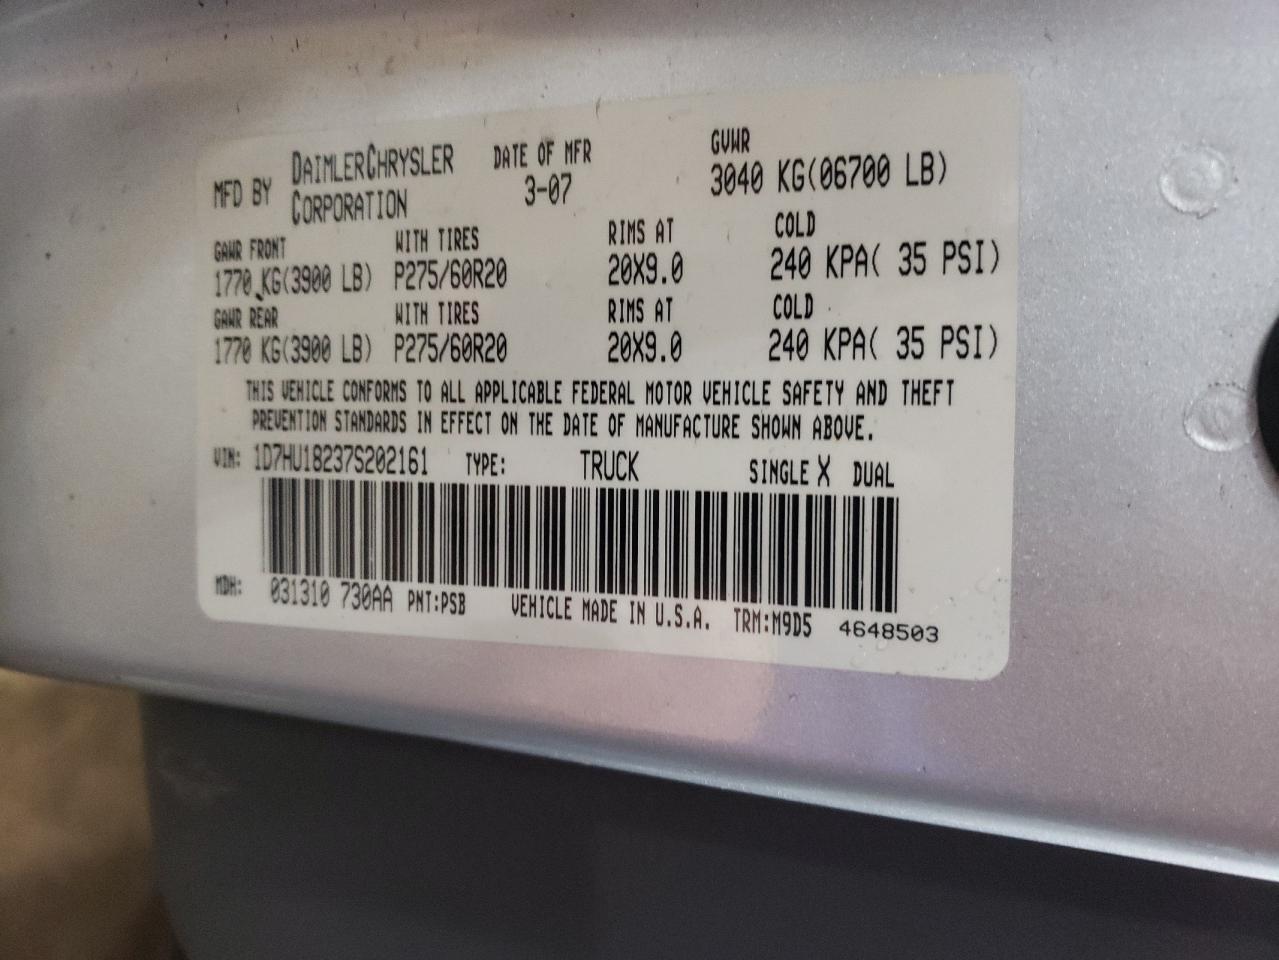 MFD BY DAIMLERCHRYSLER CORPORATION DATE OF MFR 3-07 GVWR 3040 KG(06700 LB)
GAWR FRONT WITH TIRES RIMS AT COLD
1770 KG(3900 LB) P275/60R20 20X9.0 240 KPA( 35 PSI)
GAWR REAR WITH TIRES RIMS AT COLD
1770 KG(3900 LB) P275/60R20 20X9.0 240 KPA( 35 PSI)
THIS VEHICLE CONFORMS TO ALL APPLICABLE FEDERAL MOTOR VEHICLE SAFETY AND THEFT
PREVENTION STANDARDS IN EFFECT ON THE DATE OF MANUFACTURE SHOWN ABOVE.
VIN: 1D7HU18237S202161 TYPE: TRUCK SINGLE X DUAL
MDH: 031310 730AA PNT:PSB VEHICLE MADE IN U.S.A. TRM:M9D5 4648503